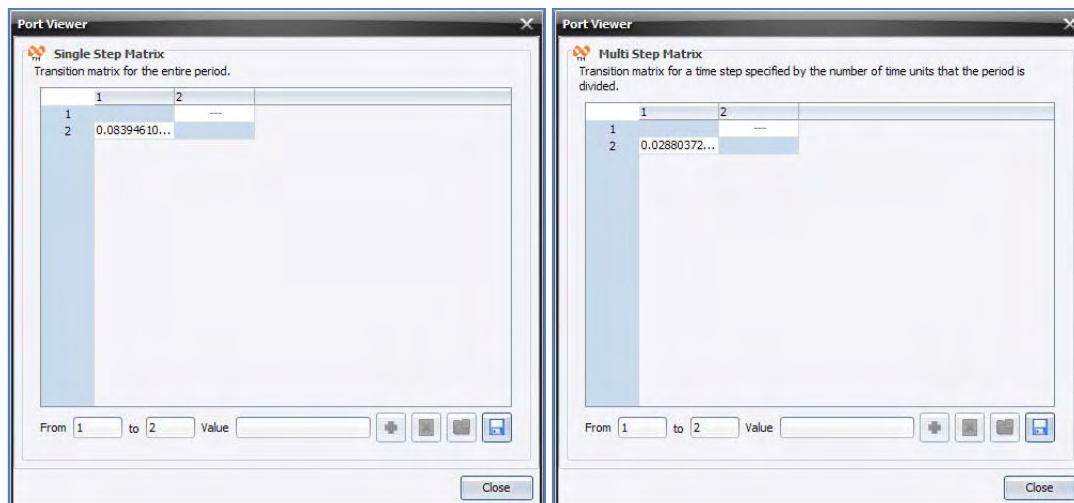 Port Viewer
Single Step Matrix
Transition matrix for the entire period.
1 2
1 ---
2 0.08394610...
From 1 to 2 Value
Close
Port Viewer
Multi Step Matrix
Transition matrix for a time step specified by the number of time units that the period is
divided.
1 2
1 ---
2 0.02880372...
From 1 to 2 Value
Close